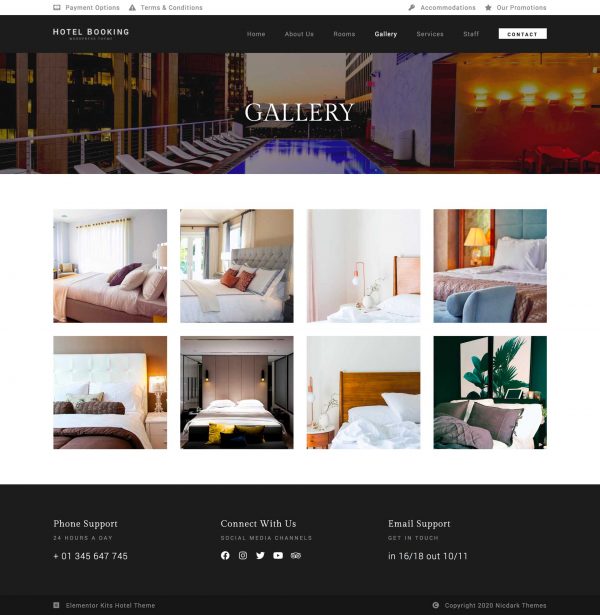 Payment Options Terms & Conditions Accommodations Our Promotions
HOTEL BOOKING Home About Us Rooms Gallery Services Staff CONTACT
WORDPRESS THEME
GALLERY
Phone Support Connect With Us Email Support
24 HOURS A DAY SOCIAL MEDIA CHANNELS GET IN TOUCH
+ 01 345 647 745 in 16/18 out 10/11
Elementor Kits Hotel Theme Copyright 2020 Nicdark Themes